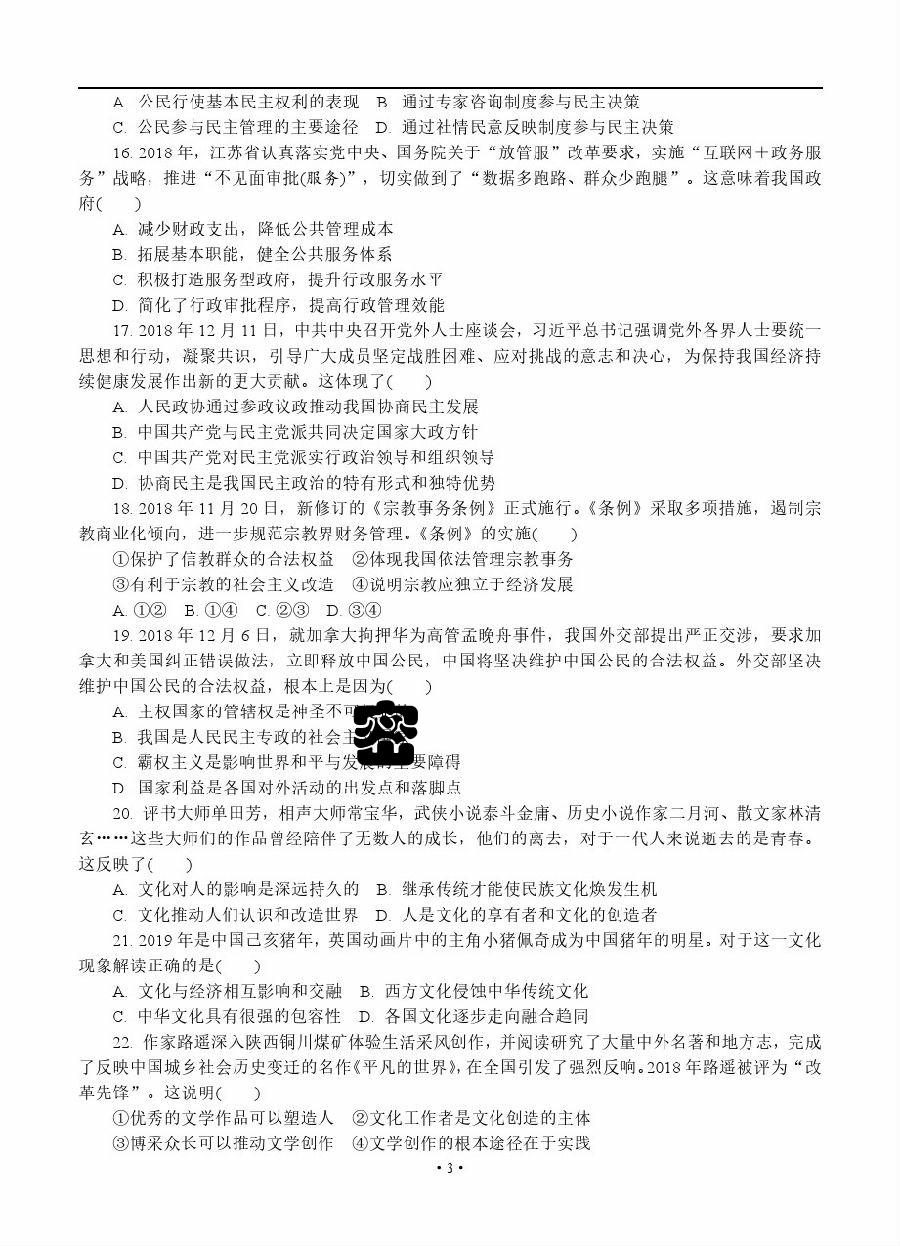 A. 公民行使基本民主权利的表现 B. 通过专家咨询制度参与民主决策
C. 公民参与民主管理的主要途径 D. 通过社情民意反映制度参与民主决策
16. 2018年，江苏省认真落实党中央、国务院关于“放管服”改革要求，实施“互联网＋政务服
务”战略，推进“不见面审批(服务)”，切实做到了“数据多跑路、群众少跑腿”。这意味着我国政
府( )
A. 减少财政支出，降低公共管理成本
B. 拓展基本职能，健全公共服务体系
C. 积极打造服务型政府，提升行政服务水平
D. 简化了行政审批程序，提高行政管理效能
17. 2018年12月11日，中共中央召开党外人士座谈会，习近平总书记强调党外各界人士要统一
思想和行动，凝聚共识，引导广大成员坚定战胜困难、应对挑战的意志和决心，为保持我国经济持
续健康发展作出新的更大贡献。这体现了( )
A. 人民政协通过参政议政推动我国协商民主发展
B. 中国共产党与民主党派共同决定国家大政方针
C. 中国共产党对民主党派实行政治领导和组织领导
D. 协商民主是我国民主政治的特有形式和独特优势
18. 2018年11月20日，新修订的《宗教事务条例》正式施行。《条例》采取多项措施，遏制宗
教商业化倾向，进一步规范宗教界财务管理。《条例》的实施( )
①保护了信教群众的合法权益 ②体现我国依法管理宗教事务
③有利于宗教的社会主义改造 ④说明宗教应独立于经济发展
A. ①② B. ①④ C. ②③ D. ③④
19. 2018年12月6日，就加拿大拘押华为高管孟晚舟事件，我国外交部提出严正交涉，要求加
拿大和美国纠正错误做法，立即释放中国公民，中国将坚决维护中国公民的合法权益。外交部坚决
维护中国公民的合法权益，根本上是因为( )
A. 主权国家的管辖权是神圣不可
B. 我国是人民民主专政的社会主
C. 霸权主义是影响世界和平与发展的主要障碍
D. 国家利益是各国对外活动的出发点和落脚点
20. 评书大师单田芳，相声大师常宝华，武侠小说泰斗金庸、历史小说作家二月河、散文家林清
玄……这些大师们的作品曾经陪伴了无数人的成长，他们的离去，对于一代人来说逝去的是青春。
这反映了( )
A. 文化对人的影响是深远持久的 B. 继承传统才能使民族文化焕发生机
C. 文化推动人们认识和改造世界 D. 人是文化的享有者和文化的创造者
21. 2019年是中国己亥猪年，英国动画片中的主角小猪佩奇成为中国猪年的明星。对于这一文化
现象解读正确的是( )
A. 文化与经济相互影响和交融 B. 西方文化侵蚀中华传统文化
C. 中华文化具有很强的包容性 D. 各国文化逐步走向融合趋同
22. 作家路遥深入陕西铜川煤矿体验生活采风创作，并阅读研究了大量中外名著和地方志，完成
了反映中国城乡社会历史变迁的名作《平凡的世界》，在全国引发了强烈反响。2018年路遥被评为“改
革先锋”。这说明( )
①优秀的文学作品可以塑造人 ②文化工作者是文化创造的主体
③博采众长可以推动文学创作 ④文学创作的根本途径在于实践
• 3 •